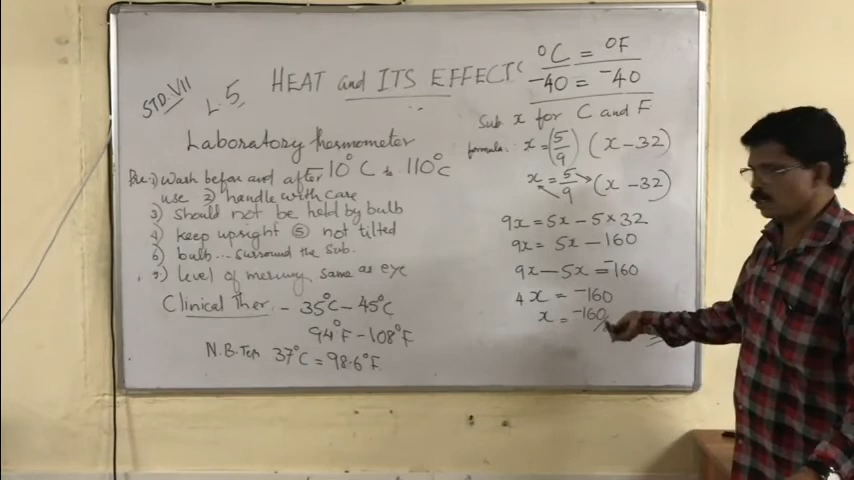 STD.VII
L.5, HEAT and ITS EFFECTS
Laboratory thermometer
-10°C to 110°C
Pre:1) Wash before and after
use 2) handle with care
3) should not be held by bulb
4) keep upright 5) not tilted
6) bulb... surround the sub.
7) level of mercury same as eye
Clinical Ther. - 35°C-45°C
94°F-108°F
N.B.Tem 37°C = 98.6°F
°C = °F
-40 = -40
Sub x for C and F
formula: x = (5/9) (x-32)
x = 5/9 (x-32)
9x = 5x - 5×32
9x = 5x - 160
9x-5x = -160
4x = -160
x = -160/